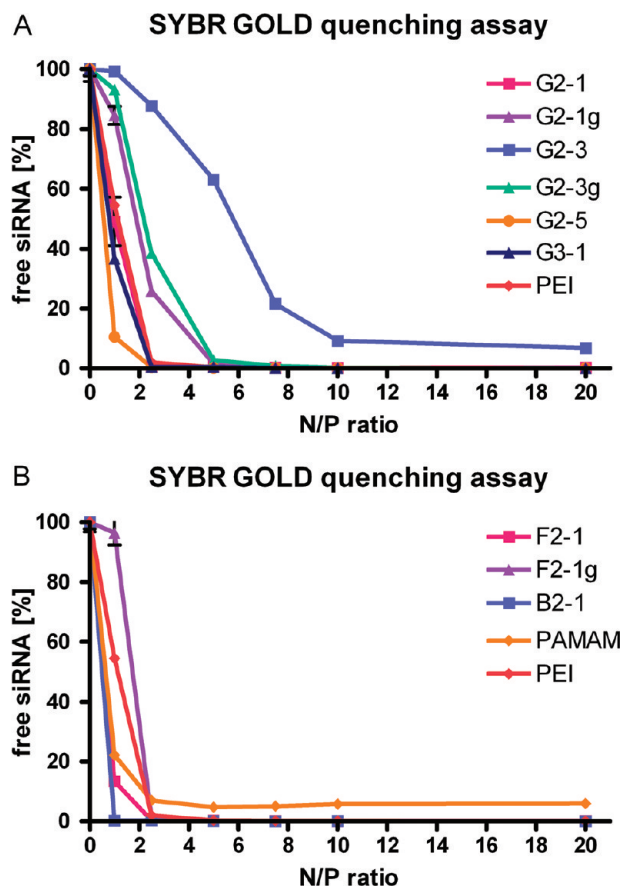 A
SYBR GOLD quenching assay
free siRNA [%]
100
80
60
40
20
0
G2-1
G2-1g
G2-3
G2-3g
G2-5
G3-1
PEI
0 2 4 6 8 10 12 14 16 18 20
N/P ratio
B
SYBR GOLD quenching assay
free siRNA [%]
100
80
60
40
20
0
F2-1
F2-1g
B2-1
PAMAM
PEI
0 2 4 6 8 10 12 14 16 18 20
N/P ratio